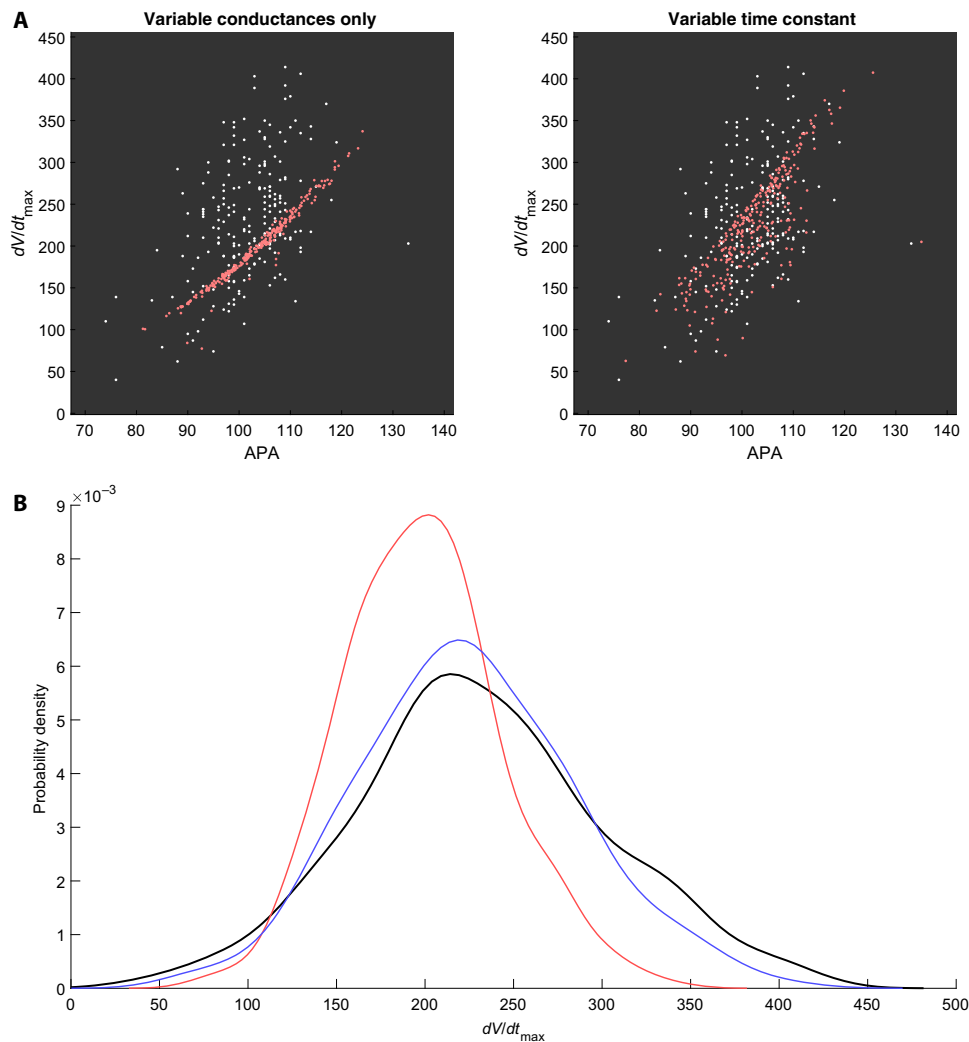 A
Variable conductances only
Variable time constant
450
400
350
300
250
200
150
100
50
0
dV/dt_max
70 80 90 100 110 120 130 140
APA
450
400
350
300
250
200
150
100
50
0
dV/dt_max
70 80 90 100 110 120 130 140
APA
B
×10⁻³
9
8
7
6
5
4
3
2
1
0
Probability density
0 50 100 150 200 250 300 350 400 450 500
dV/dt_max